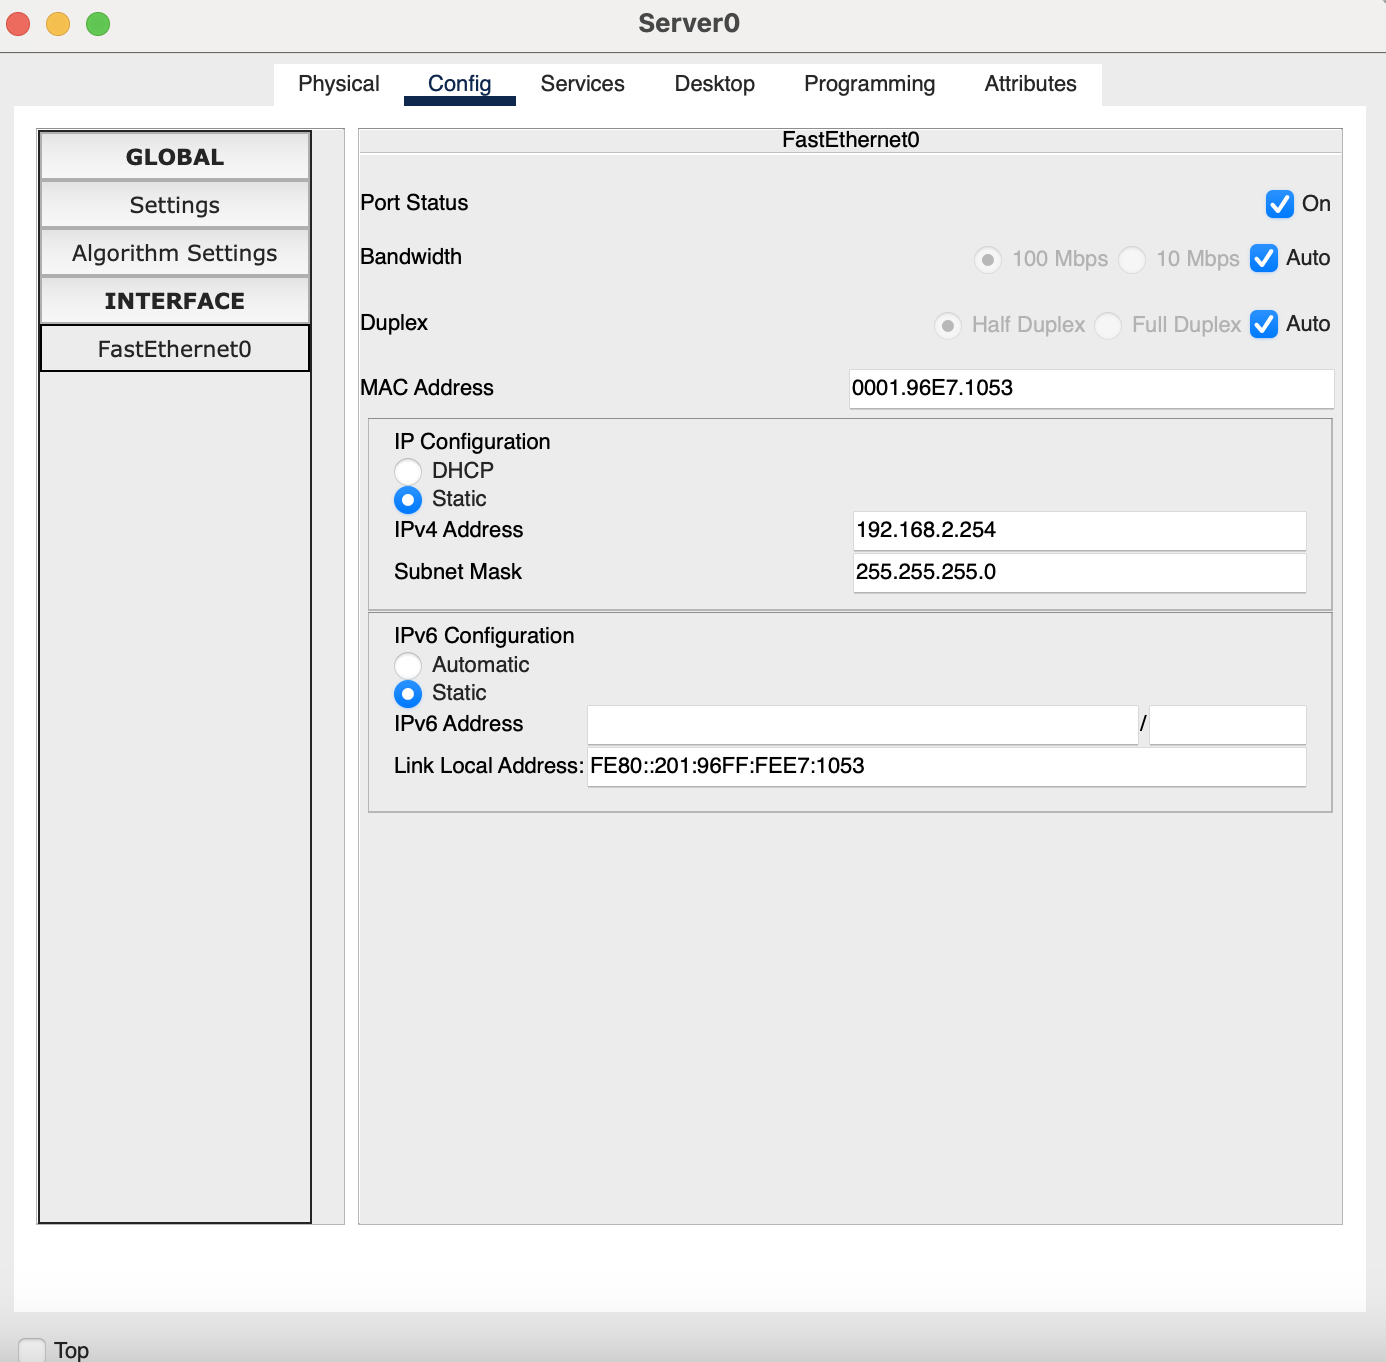 Server0
Physical Config Services Desktop Programming Attributes
GLOBAL
Settings
Algorithm Settings
INTERFACE
FastEthernet0
FastEthernet0
Port Status On
Bandwidth 100 Mbps 10 Mbps Auto
Duplex Half Duplex Full Duplex Auto
MAC Address 0001.96E7.1053
IP Configuration
DHCP
Static
IPv4 Address 192.168.2.254
Subnet Mask 255.255.255.0
IPv6 Configuration
Automatic
Static
IPv6 Address /
Link Local Address: FE80::201:96FF:FEE7:1053
Top